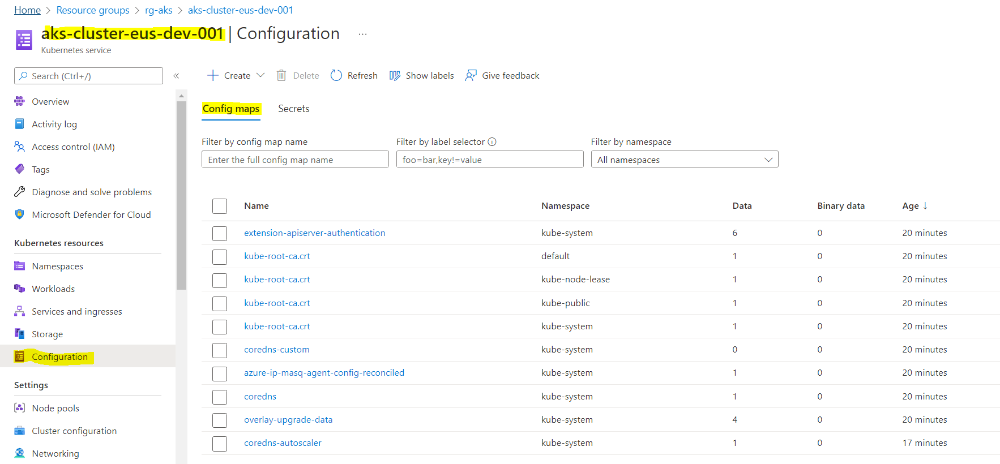 Home > Resource groups > rg-aks > aks-cluster-eus-dev-001
aks-cluster-eus-dev-001 | Configuration ...
Kubernetes service
Search (Ctrl+/) «
Overview
Activity log
Access control (IAM)
Tags
Diagnose and solve problems
Microsoft Defender for Cloud
Kubernetes resources
Namespaces
Workloads
Services and ingresses
Storage
Configuration
Settings
Node pools
Cluster configuration
Networking
Create Delete Refresh Show labels Give feedback
Config maps Secrets
Filter by config map name Filter by label selector Filter by namespace
Enter the full config map name foo=bar,key!=value All namespaces
Name Namespace Data Binary data Age ↓
extension-apiserver-authentication kube-system 6 0 20 minutes
kube-root-ca.crt default 1 0 20 minutes
kube-root-ca.crt kube-node-lease 1 0 20 minutes
kube-root-ca.crt kube-public 1 0 20 minutes
kube-root-ca.crt kube-system 1 0 20 minutes
coredns-custom kube-system 0 0 20 minutes
azure-ip-masq-agent-config-reconciled kube-system 1 0 20 minutes
coredns kube-system 1 0 20 minutes
overlay-upgrade-data kube-system 4 0 20 minutes
coredns-autoscaler kube-system 1 0 17 minutes